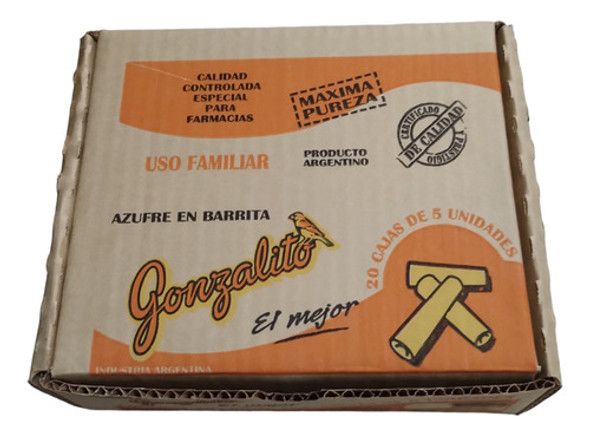 CALIDAD
CONTROLADA
ESPECIAL
PARA
FARMACIAS
MAXIMA
PUREZA
CERTIFICADO
DE CALIDAD
PRESTIGIO
USO FAMILIAR
PRODUCTO
ARGENTINO
AZUFRE EN BARRITA
Gonzalito
El mejor
20 CAJAS DE 5 UNIDADES
INDUSTRIA ARGENTINA